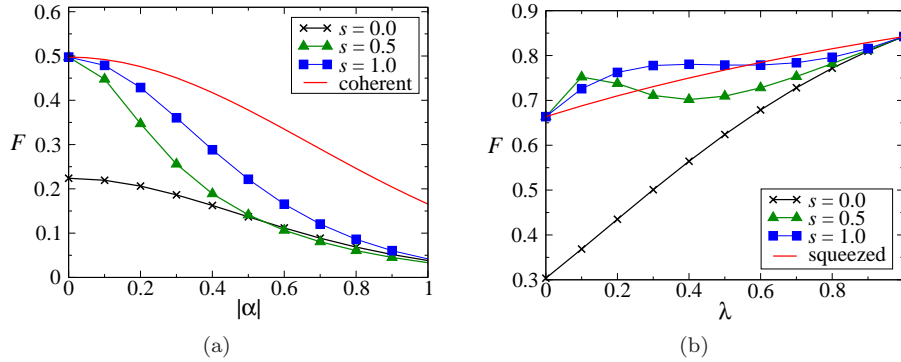 0.6
0.5
0.4
0.3
0.2
0.1
0
F
s = 0.0
s = 0.5
s = 1.0
coherent
0 0.2 0.4 0.6 0.8 1
|α|
(a)
0.9
0.8
0.7
0.6
0.5
0.4
0.3
F
s = 0.0
s = 0.5
s = 1.0
squeezed
0 0.2 0.4 0.6 0.8
λ
(b)